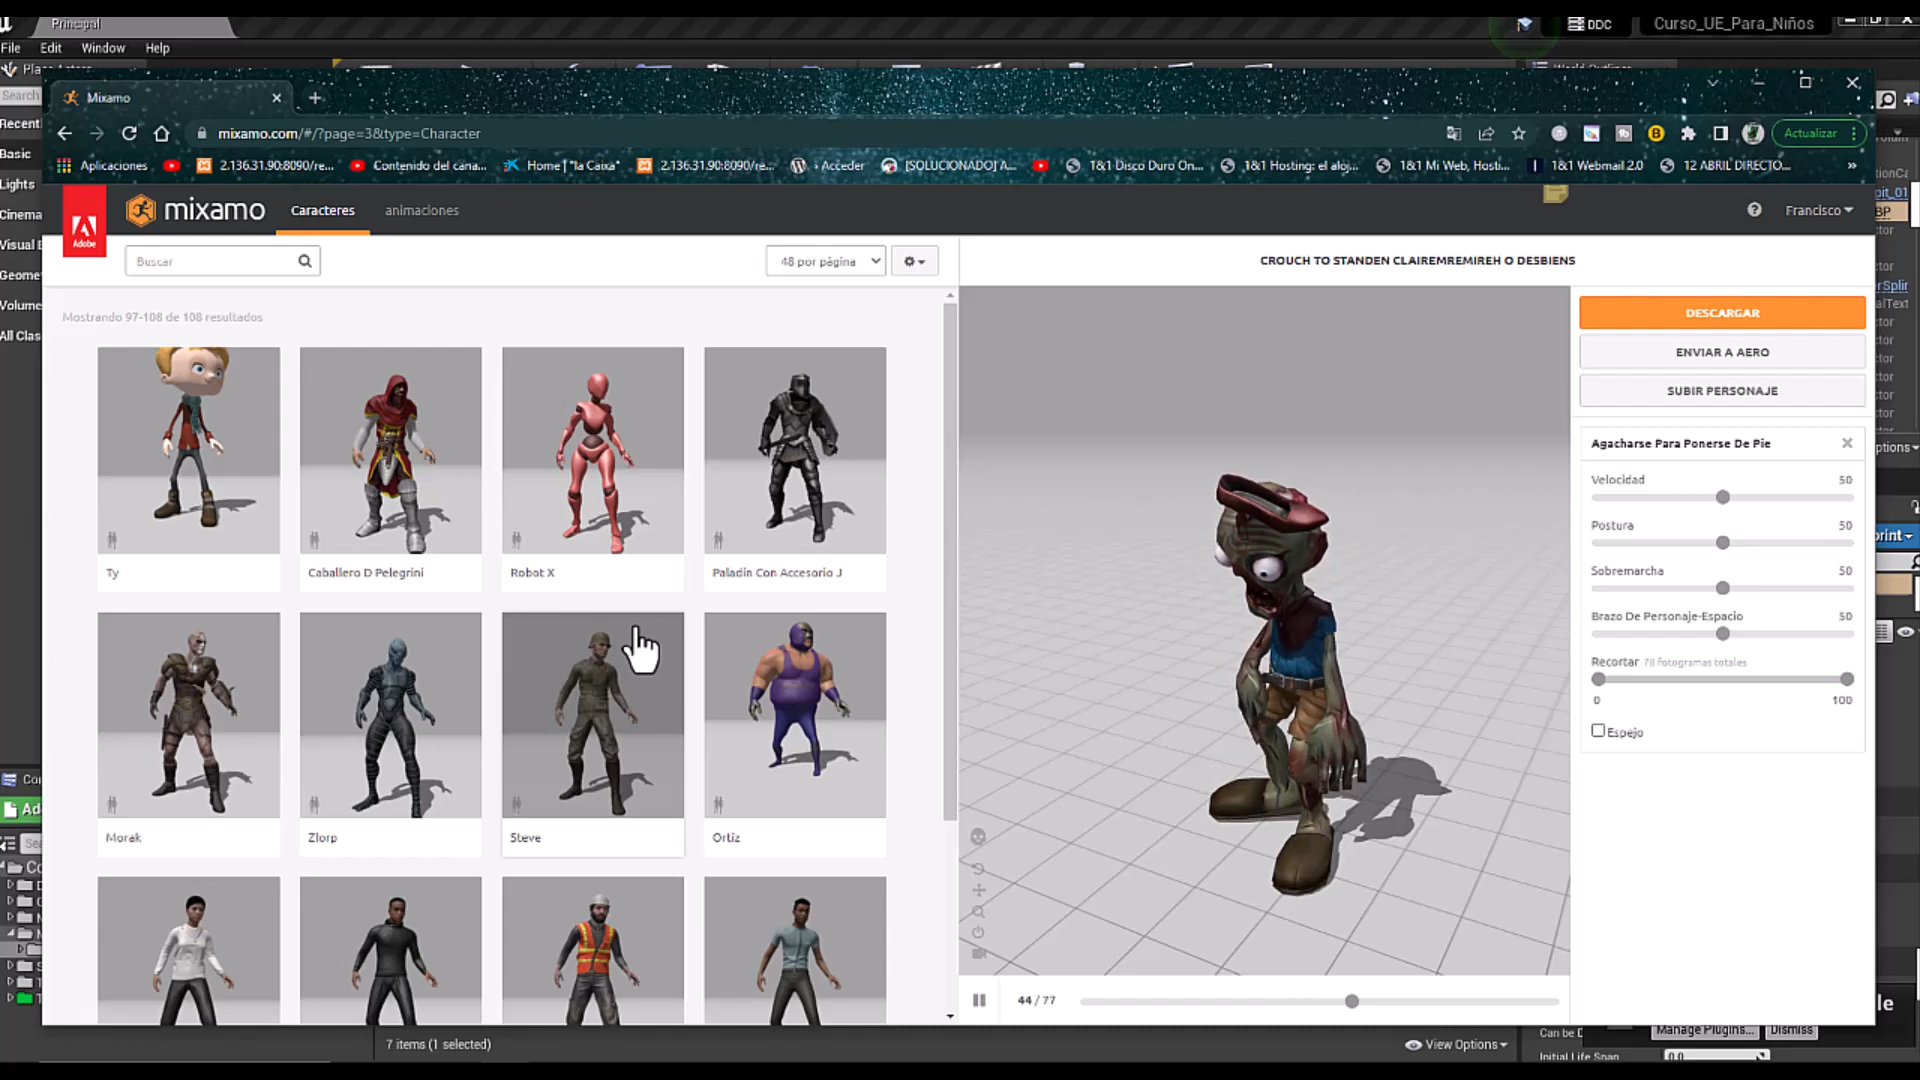 Principal
DDC
Curso_UE_Para_Niños
File Edit Window Help
Mixamo
mixamo.com/#/?page=3&type=Character
Actualizar
Aplicaciones
2.136.31.90:8090/re...
Contenido del cana...
Home | "la Caixa"
2.136.31.90:8090/re...
› Acceder
[SOLUCIONADO] A...
1&1 Disco Duro On...
1&1 Hosting: el aloj...
1&1 Mi Web, Host...
1&1 Webmail 2.0
12 ABRIL DIRECTO...
»
Search
Recent
Basic
Lights
Cinema
Visual E
Geome
Volume
All Clas
Adobe
mixamo
Caracteres
animaciones
Francisco
Buscar
48 por página
CROUCH TO STANDEN CLAIREMREMIREH O DESBIENS
Mostrando 97-108 de 108 resultados
DESCARGAR
ENVIAR A AERO
SUBIR PERSONAJE
Ty
Caballero D Pelegrini
Robot X
Paladin Con Accesorio J
Agacharse Para Ponerse De Pie
Velocidad 50
Postura 50
Sobremarcha 50
Brazo De Personaje-Espacio 50
Recortar 78 fotogramas totales
0 100
Espejo
Morak
Zlorp
Steve
Ortiz
44 / 77
7 items (1 selected)
View Options
Manage Plugins...
Dismiss
Initial Life Span 0.0